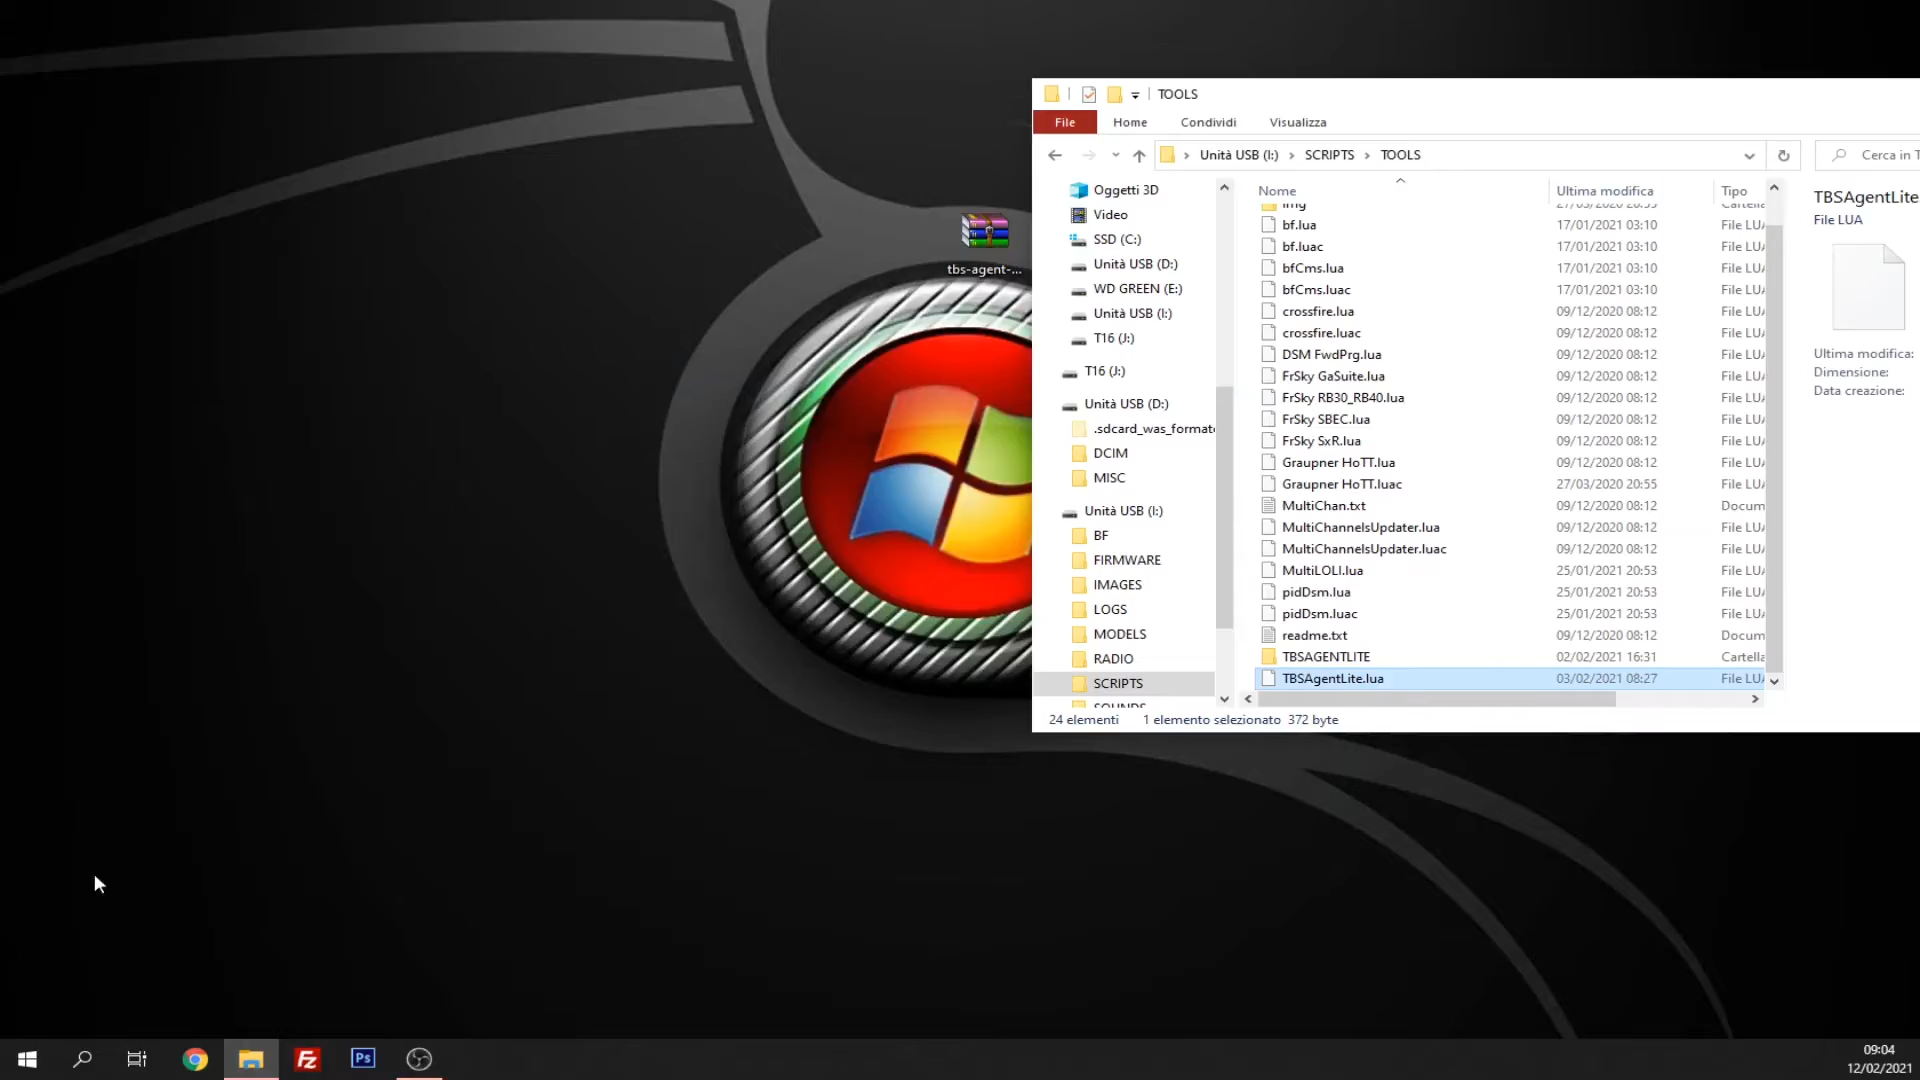 TOOLS
File Home Condividi Visualizza
Unità USB (I:) SCRIPTS TOOLS Cerca in T
Oggetti 3D
Video
SSD (C:)
Unità USB (D:)
WD GREEN (E:)
Unità USB (I:)
T16 (J:)
T16 (J:)
Unità USB (D:)
.sdcard_was_formate
DCIM
MISC
Unità USB (I:)
BF
FIRMWARE
IMAGES
LOGS
MODELS
RADIO
SCRIPTS
SOUNDS
Nome Ultima modifica Tipo
img 27/03/2020 20:55 Cartella
bf.lua 17/01/2021 03:10 File LUA
bf.luac 17/01/2021 03:10 File LUA
bfCms.lua 17/01/2021 03:10 File LUA
bfCms.luac 17/01/2021 03:10 File LUA
crossfire.lua 09/12/2020 08:12 File LUA
crossfire.luac 09/12/2020 08:12 File LUA
DSM FwdPrg.lua 09/12/2020 08:12 File LUA
FrSky GaSuite.lua 09/12/2020 08:12 File LUA
FrSky RB30_RB40.lua 09/12/2020 08:12 File LUA
FrSky SBEC.lua 09/12/2020 08:12 File LUA
FrSky SxR.lua 09/12/2020 08:12 File LUA
Graupner HoTT.lua 09/12/2020 08:12 File LUA
Graupner HoTT.luac 27/03/2020 20:55 File LUA
MultiChan.txt 09/12/2020 08:12 Docum
MultiChannelsUpdater.lua 09/12/2020 08:12 File LUA
MultiChannelsUpdater.luac 09/12/2020 08:12 File LUA
MultiLOLI.lua 25/01/2021 20:53 File LUA
pidDsm.lua 25/01/2021 20:53 File LUA
pidDsm.luac 25/01/2021 20:53 File LUA
readme.txt 09/12/2020 08:12 Docum
TBSAGENTLITE 02/02/2021 16:31 Cartella
TBSAgentLite.lua 03/02/2021 08:27 File LUA
TBSAgentLite.
File LUA
Ultima modifica:
Dimensione:
Data creazione:
24 elementi 1 elemento selezionato 372 byte
tbs-agent-...
Fz
Ps
09:04
12/02/2021